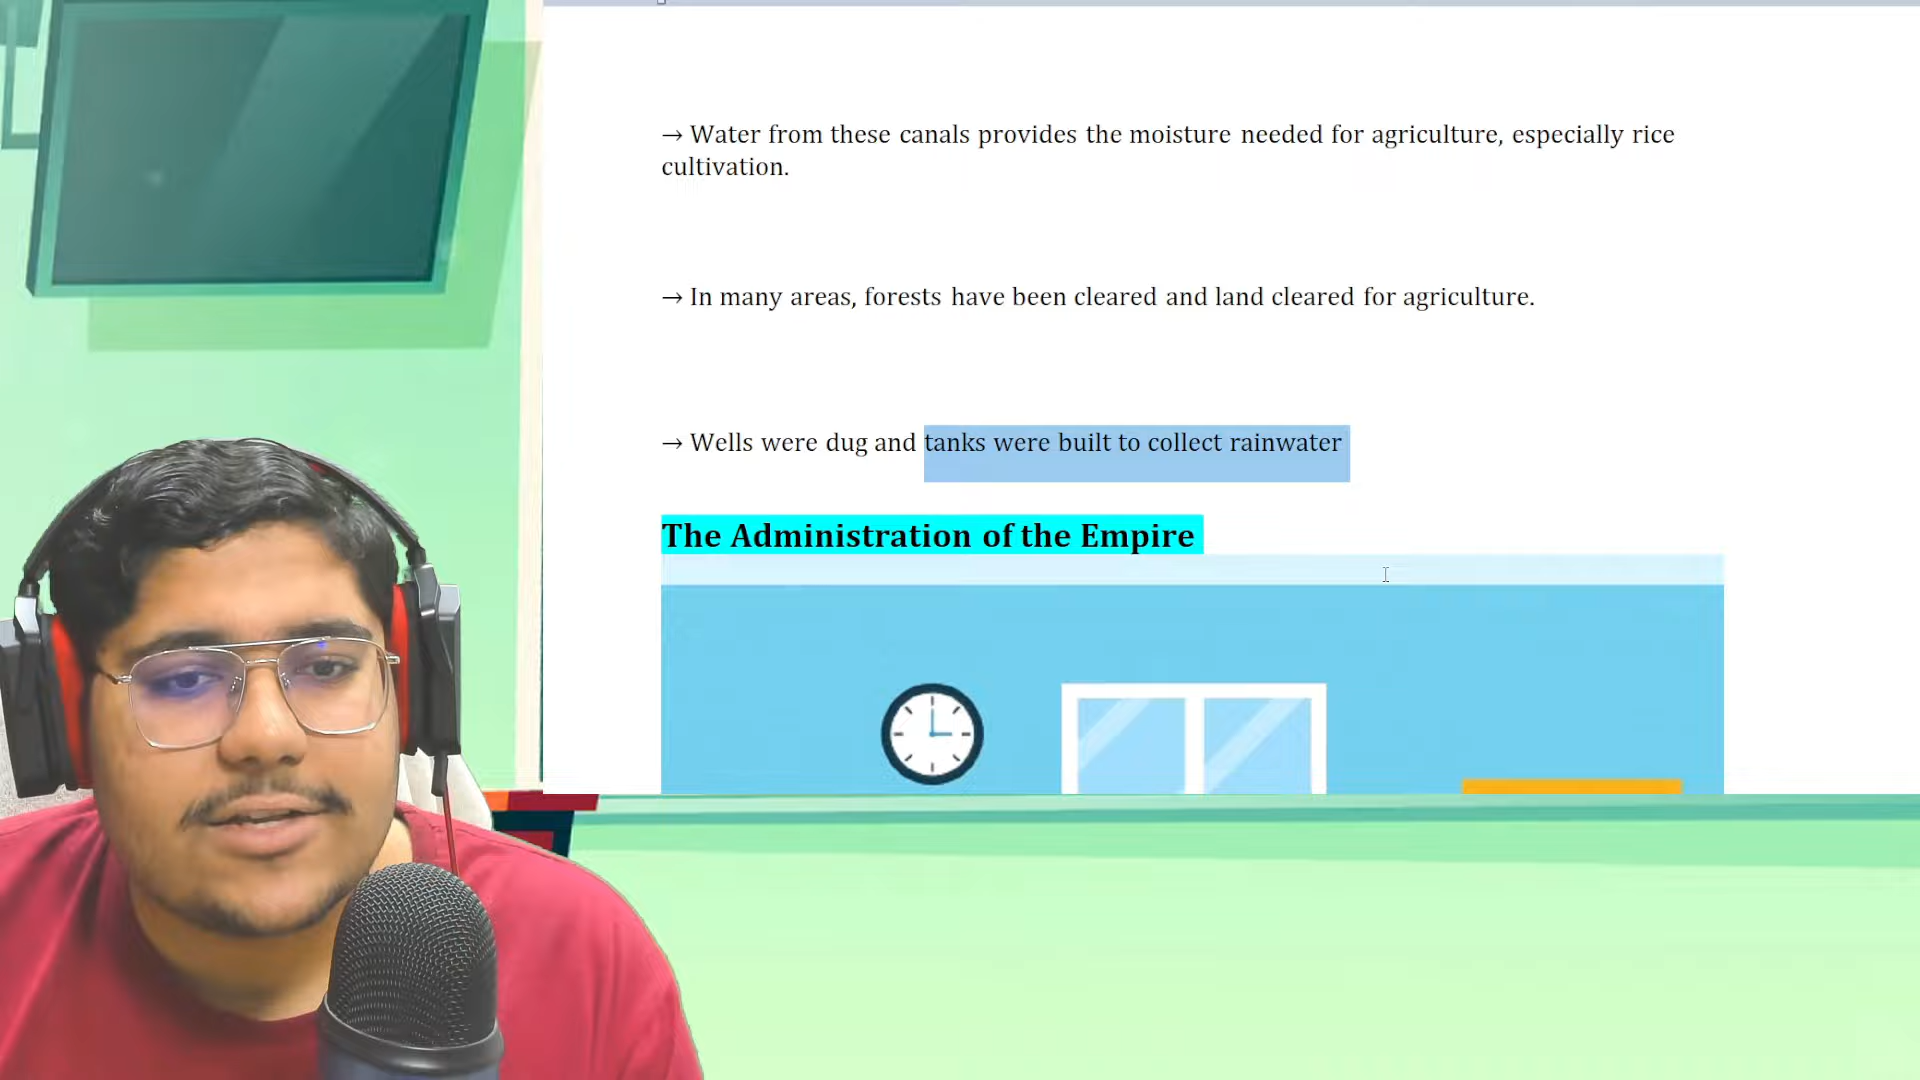 → Water from these canals provides the moisture needed for agriculture, especially rice
cultivation.
→ In many areas, forests have been cleared and land cleared for agriculture.
→ Wells were dug and tanks were built to collect rainwater
The Administration of the Empire